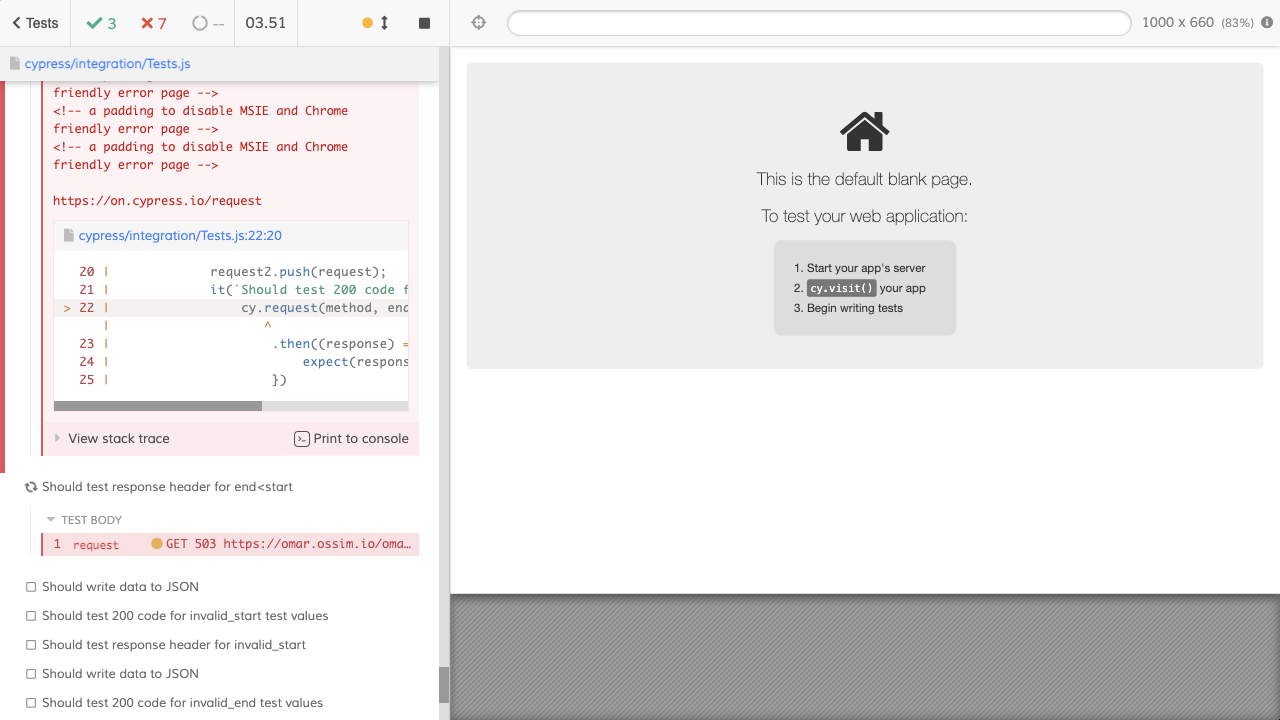 Tests
3
7
--
03.51
1000 x 660 (83%)
cypress/integration/Tests.js
friendly error page -->
<!-- a padding to disable MSIE and Chrome
friendly error page -->
<!-- a padding to disable MSIE and Chrome
friendly error page -->
https://on.cypress.io/request
cypress/integration/Tests.js:22:20
20 | request2.push(request);
21 | it(`Should test 200 code f
> 22 | cy.request(method, end
| ^
23 | .then((response) =
24 | expect(respons
25 | })
View stack trace
Print to console
Should test response header for end<start
TEST BODY
1 request GET 503 https://omar.ossim.io/oma…
Should write data to JSON
Should test 200 code for invalid_start test values
Should test response header for invalid_start
Should write data to JSON
Should test 200 code for invalid_end test values
This is the default blank page.
To test your web application:
1. Start your app's server
2. cy.visit() your app
3. Begin writing tests